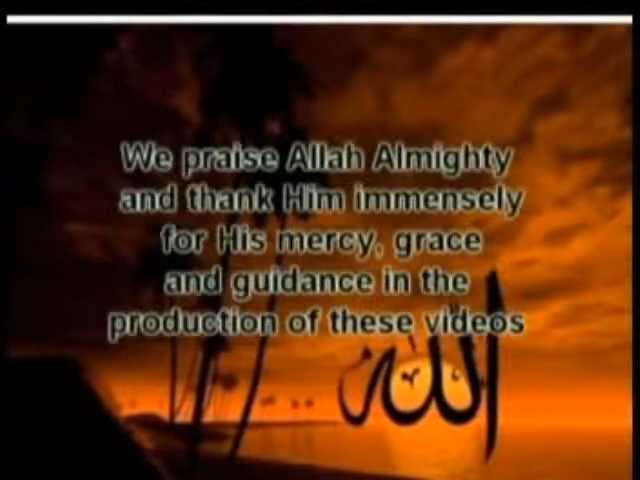 We praise Allah Almighty
and thank Him immensely
for His mercy, grace
and guidance in the
production of these videos
الله